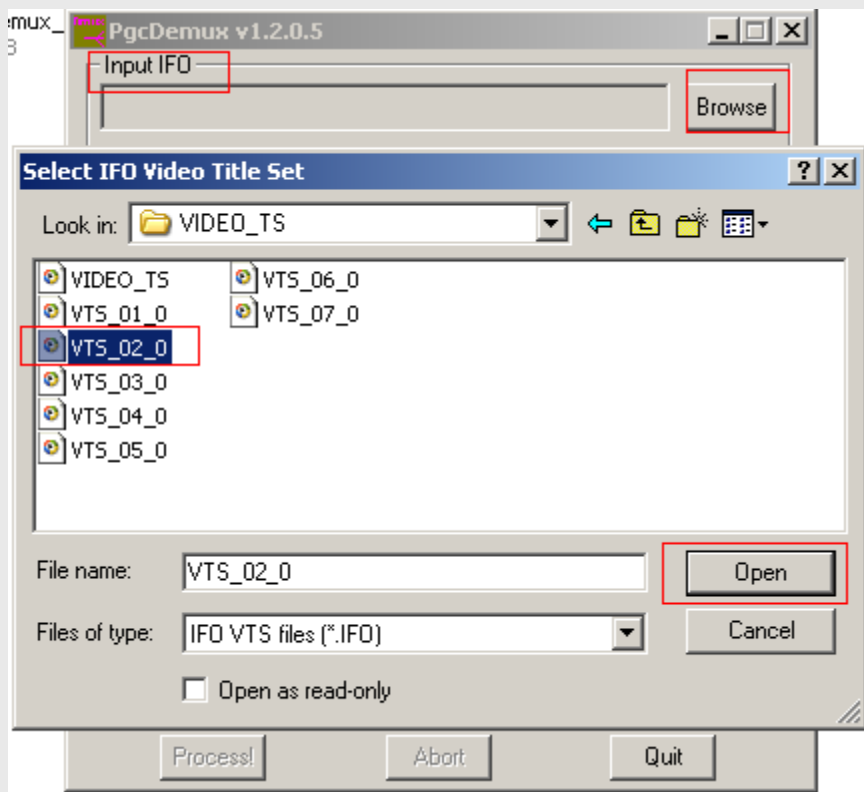 emux_
PgcDemux v1.2.0.5
Input IFO
Browse
Select IFO Video Title Set
Look in: VIDEO_TS
VIDEO_TS
VTS_01_0
VTS_02_0
VTS_03_0
VTS_04_0
VTS_05_0
VTS_06_0
VTS_07_0
File name: VTS_02_0
Open
Files of type: IFO VTS files (*.IFO)
Cancel
Open as read-only
Process!
Abort
Quit